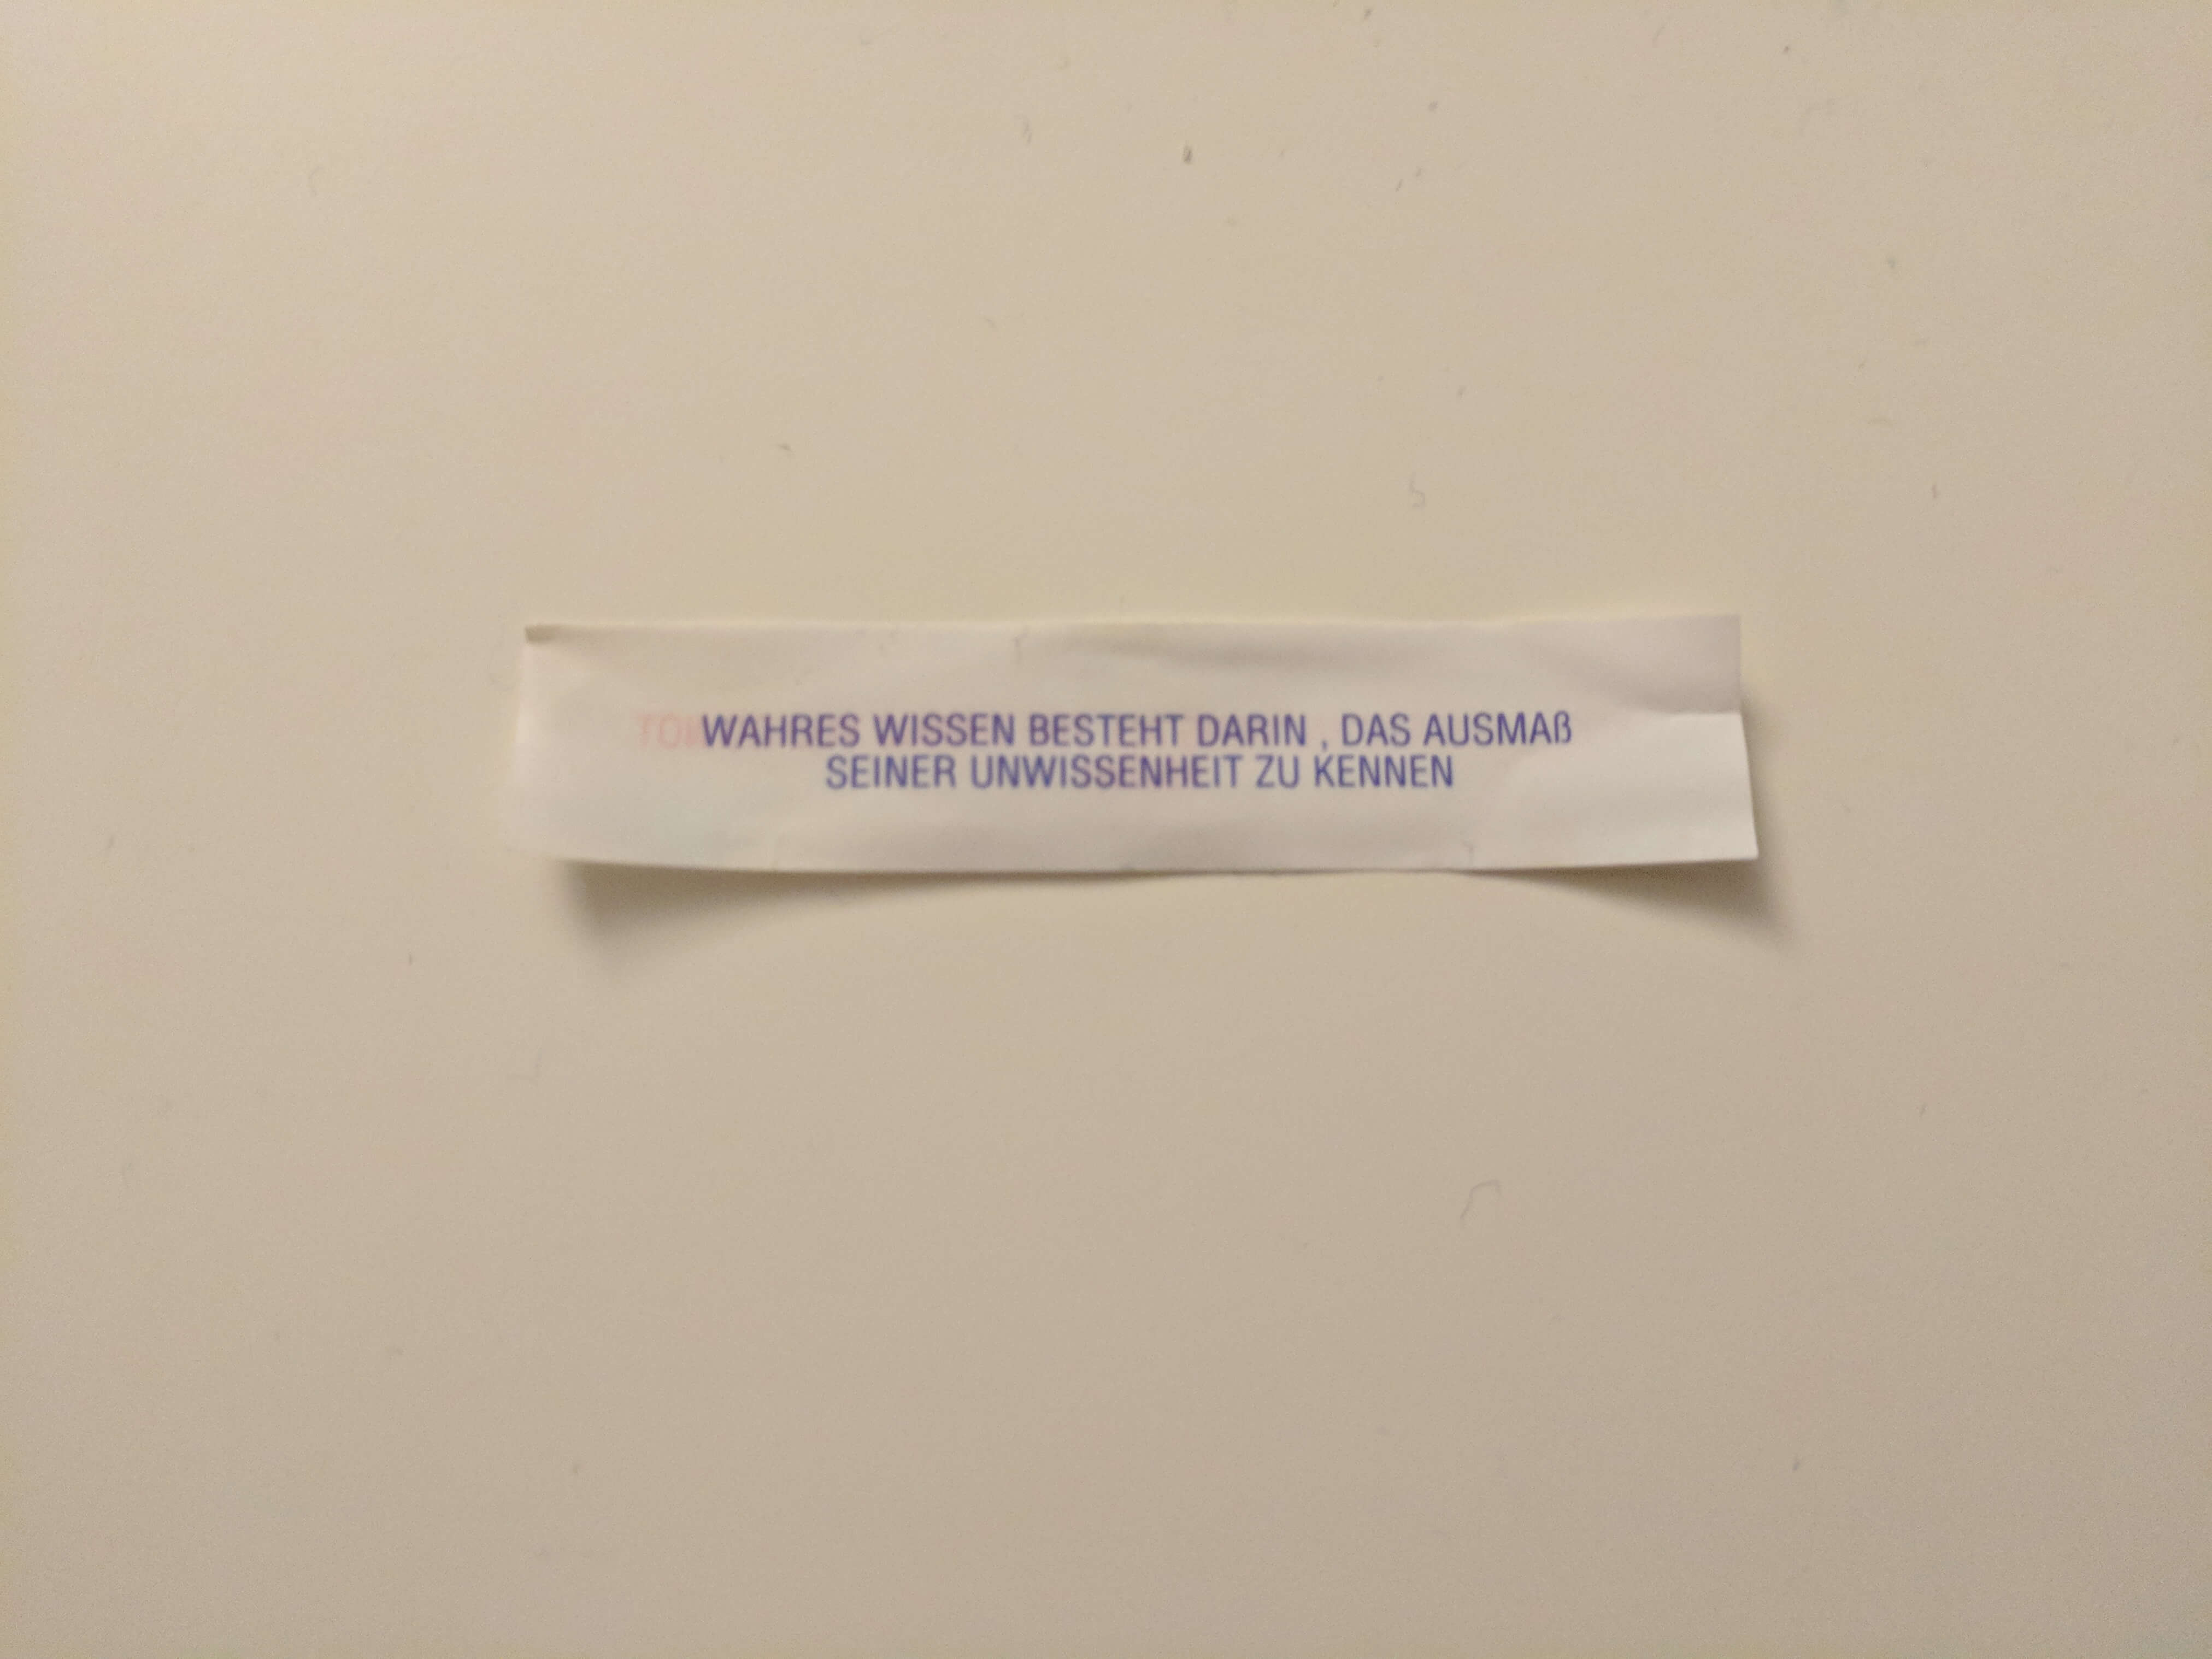 WAHRES WISSEN BESTEHT DARIN , DAS AUSMAß
SEINER UNWISSENHEIT ZU KENNEN